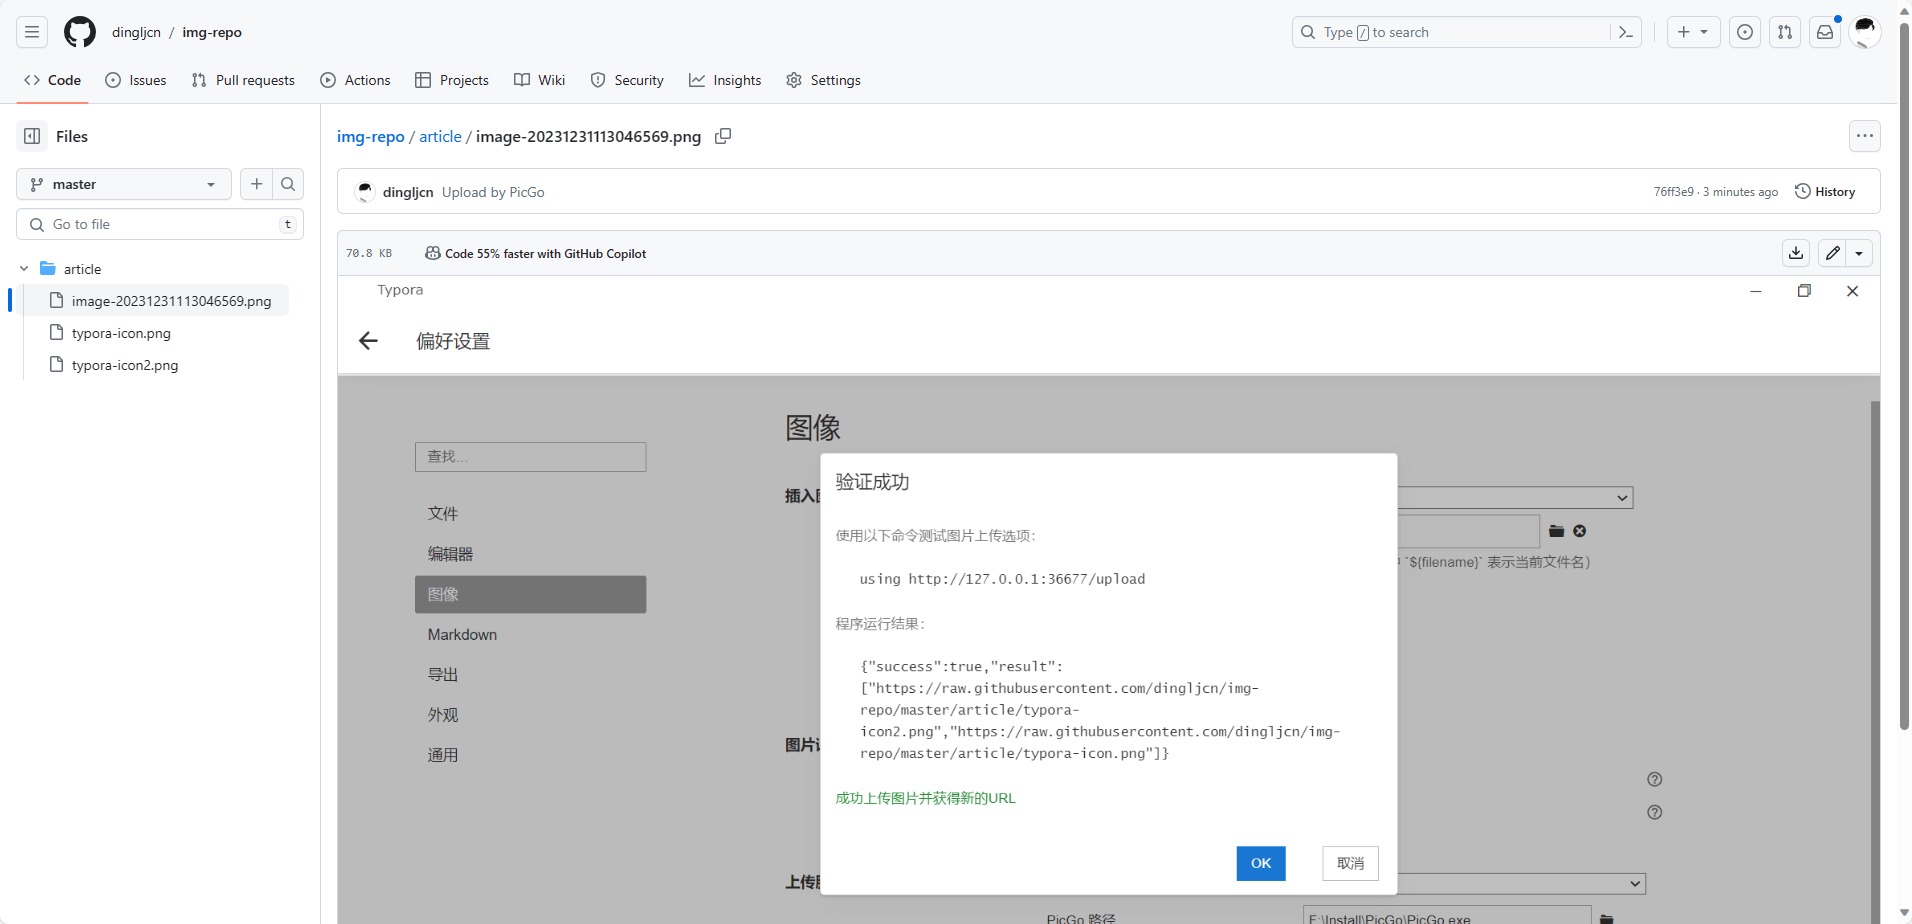 dingljcn / img-repo
Type / to search
Code
Issues
Pull requests
Actions
Projects
Wiki
Security
Insights
Settings
Files
master
Go to file
t
article
image-20231231113046569.png
typora-icon.png
typora-icon2.png
img-repo / article / image-20231231113046569.png
dingljcn Upload by PicGo
76ff3e9 · 3 minutes ago
History
70.8 KB
Code 55% faster with GitHub Copilot
Typora
偏好设置
查找...
文件
编辑器
图像
Markdown
导出
外观
通用
图像
插入
`${filename}` 表示当前文件名)
图片
上传
PicGo 路径
F:\Install\PicGo\PicGo.exe
验证成功
使用以下命令测试图片上传选项:
using http://127.0.0.1:36677/upload
程序运行结果:
{"success":true,"result":
["https://raw.githubusercontent.com/dingljcn/img-
repo/master/article/typora-
icon2.png","https://raw.githubusercontent.com/dingljcn/img-
repo/master/article/typora-icon.png"]}
成功上传图片并获得新的URL
OK
取消